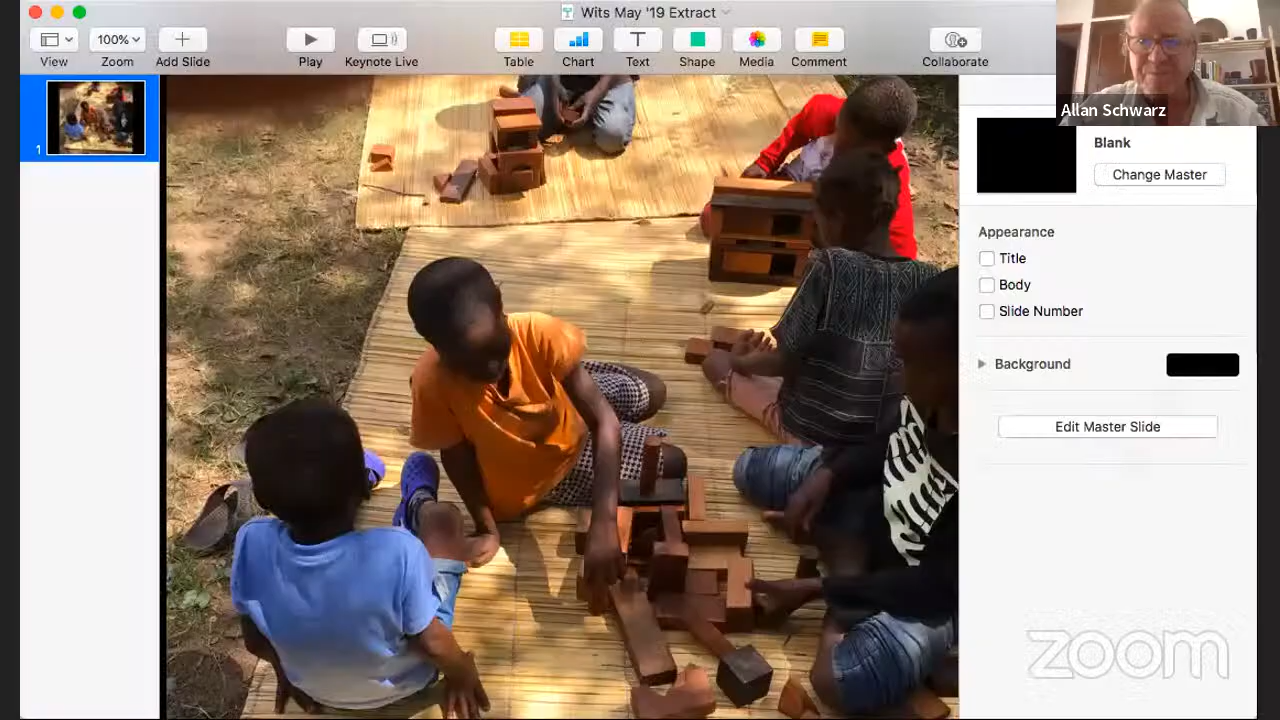 Wits May '19 Extract
100%
View
Zoom
Add Slide
Play
Keynote Live
Table
Chart
Text
Shape
Media
Comment
Collaborate
Allan Schwarz
1
Blank
Change Master
Appearance
Title
Body
Slide Number
Background
Edit Master Slide
zoom